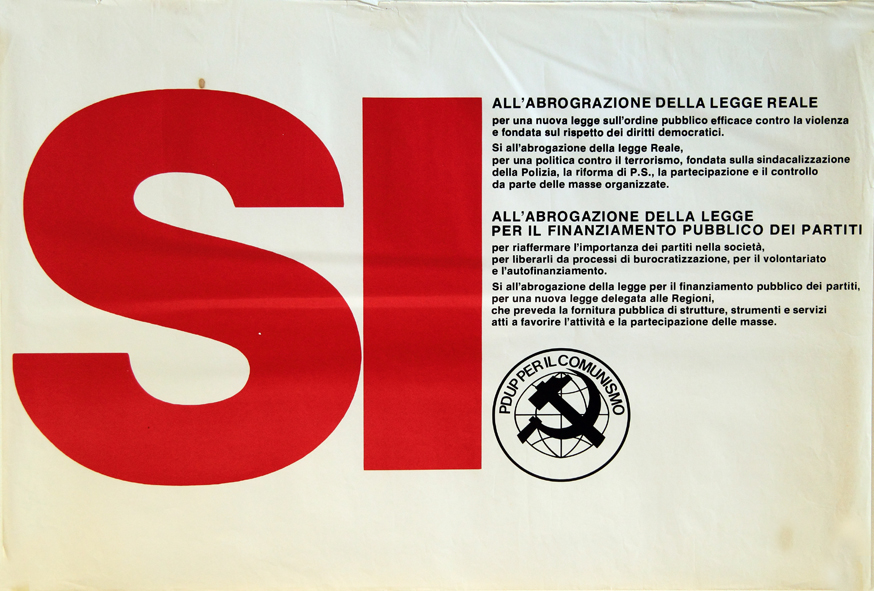 SI
ALL'ABROGRAZIONE DELLA LEGGE REALE
per una nuova legge sull'ordine pubblico efficace contro la violenza
e fondata sul rispetto dei diritti democratici.
Si all'abrogazione della legge Reale,
per una politica contro il terrorismo, fondata sulla sindacalizzazione
della Polizia, la riforma di P.S., la partecipazione e il controllo
da parte delle masse organizzate.
ALL'ABROGAZIONE DELLA LEGGE
PER IL FINANZIAMENTO PUBBLICO DEI PARTITI
per riaffermare l'importanza dei partiti nella società,
per liberarli da processi di burocratizzazione, per il volontariato
e l'autofinanziamento.
Si all'abrogazione della legge per il finanziamento pubblico dei partiti,
per una nuova legge delegata alle Regioni,
che preveda la fornitura pubblica di strutture, strumenti e servizi
atti a favorire l'attività e la partecipazione delle masse.
PDUP PER IL COMUNISMO